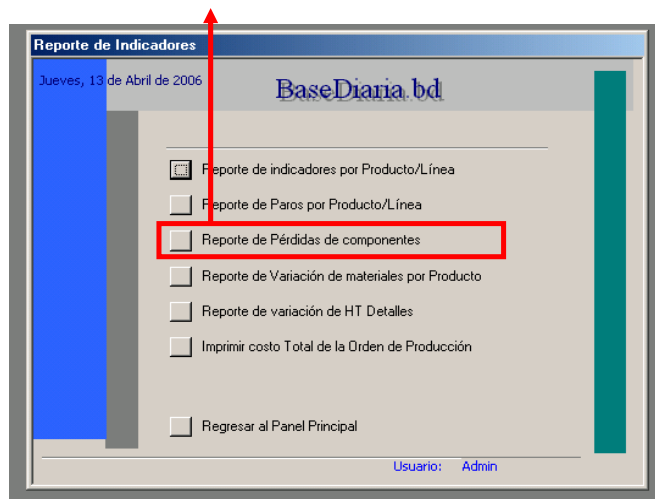 Reporte de Indicadores
Jueves, 13 de Abril de 2006
BaseDiaria.bd
Reporte de indicadores por Producto/Línea
Reporte de Paros por Producto/Línea
Reporte de Pérdidas de componentes
Reporte de Variación de materiales por Producto
Reporte de variación de HT Detalles
Imprimir costo Total de la Orden de Producción
Regresar al Panel Principal
Usuario: Admin